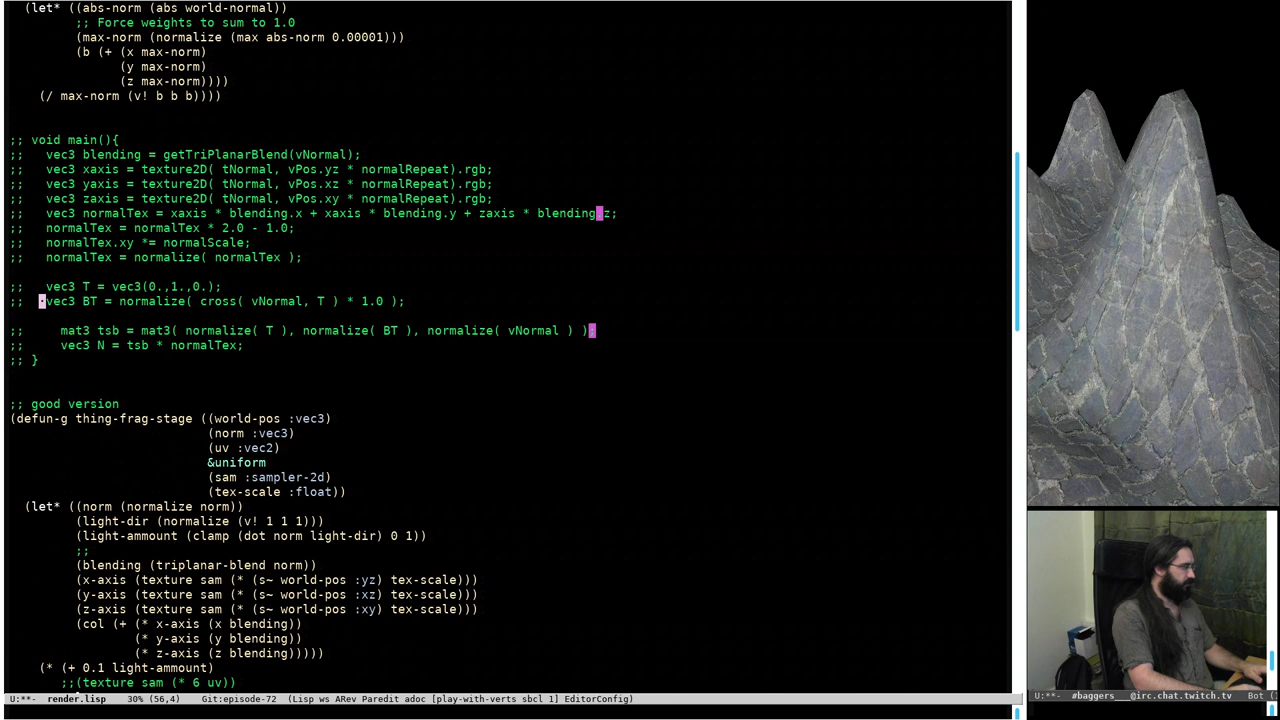 (let* ((abs-norm (abs world-normal))
;; Force weights to sum to 1.0
(max-norm (normalize (max abs-norm 0.00001)))
(b (+ (x max-norm)
(y max-norm)
(z max-norm))))
(/ max-norm (v! b b b))))
;; void main(){
;;   vec3 blending = getTriPlanarBlend(vNormal);
;;   vec3 xaxis = texture2D( tNormal, vPos.yz * normalRepeat).rgb;
;;   vec3 yaxis = texture2D( tNormal, vPos.xz * normalRepeat).rgb;
;;   vec3 zaxis = texture2D( tNormal, vPos.xy * normalRepeat).rgb;
;;   vec3 normalTex = xaxis * blending.x + xaxis * blending.y + zaxis * blending.z;
;;   normalTex = normalTex * 2.0 - 1.0;
;;   normalTex.xy *= normalScale;
;;   normalTex = normalize( normalTex );
;;   vec3 T = vec3(0.,1.,0.);
;;   vec3 BT = normalize( cross( vNormal, T ) * 1.0 );
;;     mat3 tsb = mat3( normalize( T ), normalize( BT ), normalize( vNormal ) );
;;     vec3 N = tsb * normalTex;
;; }
;; good version
(defun-g thing-frag-stage ((world-pos :vec3)
(norm :vec3)
(uv :vec2)
&uniform
(sam :sampler-2d)
(tex-scale :float))
(let* ((norm (normalize norm))
(light-dir (normalize (v! 1 1 1)))
(light-amount (clamp (dot norm light-dir) 0 1))
;;
(blending (triplanar-blend norm))
(x-axis (texture sam (* (s~ world-pos :yz) tex-scale)))
(y-axis (texture sam (* (s~ world-pos :xz) tex-scale)))
(z-axis (texture sam (* (s~ world-pos :xy) tex-scale)))
(col (+ (* x-axis (x blending))
(* y-axis (y blending))
(* z-axis (z blending)))))
(* (+ 0.1 light-amount)
;;(texture sam (* 6 uv))
U:**-  render.lisp    30% (56,4)    Git:episode-72  (Lisp ws ARev Paredit adoc [play-with-verts sbcl 1] EditorConfig)
U:**-  #baggers___@irc.chat.twitch.tv   Bot (